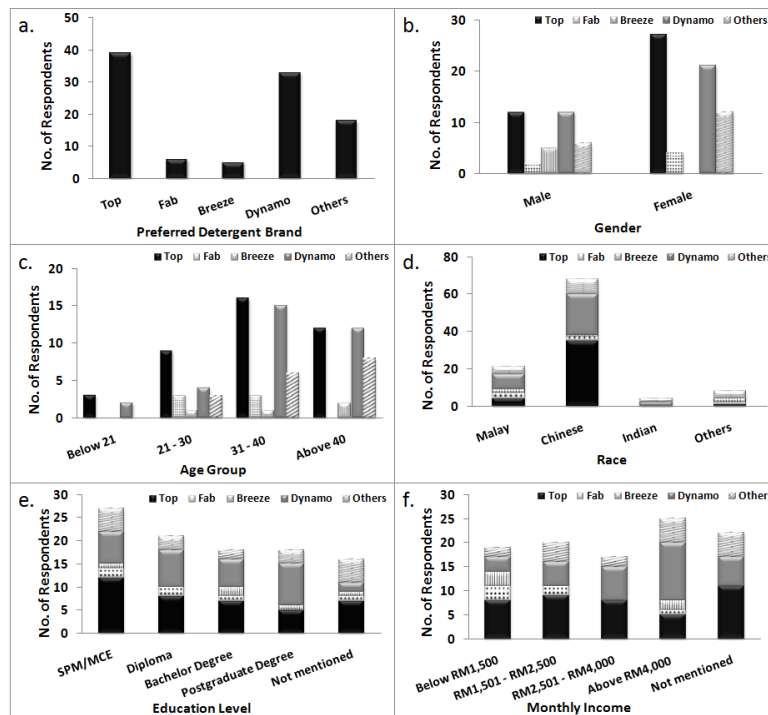 a.
50
40
30
20
10
0
No. of Respondents
Top Fab Breeze Dynamo Others
Preferred Detergent Brand
b.
Top Fab Breeze Dynamo Others
30
20
10
0
No. of Respondents
Male Female
Gender
c.
Top Fab Breeze Dynamo Others
20
15
10
5
0
No. of Respondents
Below 21 21 - 30 31 - 40 Above 40
Age Group
d.
Top Fab Breeze Dynamo Others
80
60
40
20
0
No. of Respondents
Malay Chinese Indian Others
Race
e.
Top Fab Breeze Dynamo Others
30
25
20
15
10
5
0
No. of Respondents
SPM/MCE Diploma Bachelor Degree Postgraduate Degree Not mentioned
Education Level
f.
Top Fab Breeze Dynamo Others
30
25
20
15
10
5
0
No. of Respondents
Below RM1,500 RM1,501 - RM2,500 RM2,501 - RM4,000 Above RM4,000 Not mentioned
Monthly Income